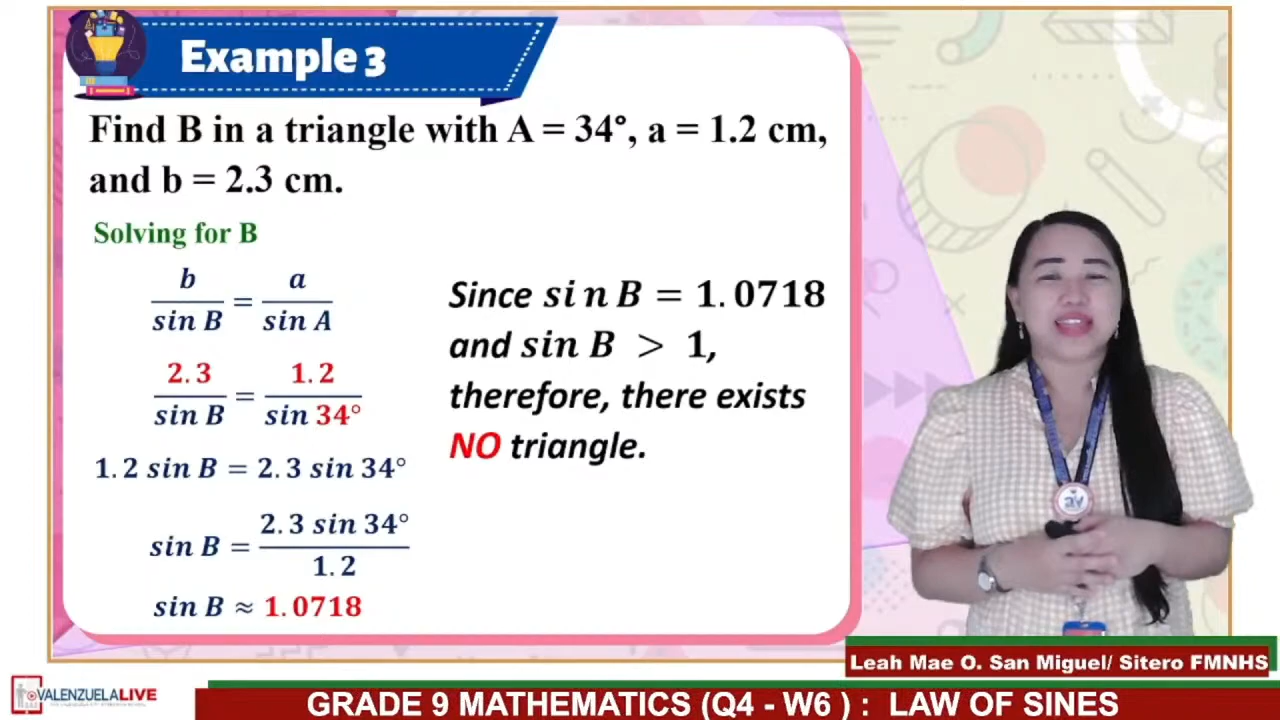 Example 3
Find B in a triangle with A = 34°, a = 1.2 cm,
and b = 2.3 cm.
Solving for B
b/sin B = a/sin A
2.3/sin B = 1.2/sin 34°
1.2 sin B = 2.3 sin 34°
sin B = 2.3 sin 34°/1.2
sin B ≈ 1.0718
Since sin B = 1.0718
and sin B > 1,
therefore, there exists
NO triangle.
Leah Mae O. San Miguel/ Sitero FMNHS
VALENZUELALIVE
GRADE 9 MATHEMATICS (Q4 - W6 ) : LAW OF SINES